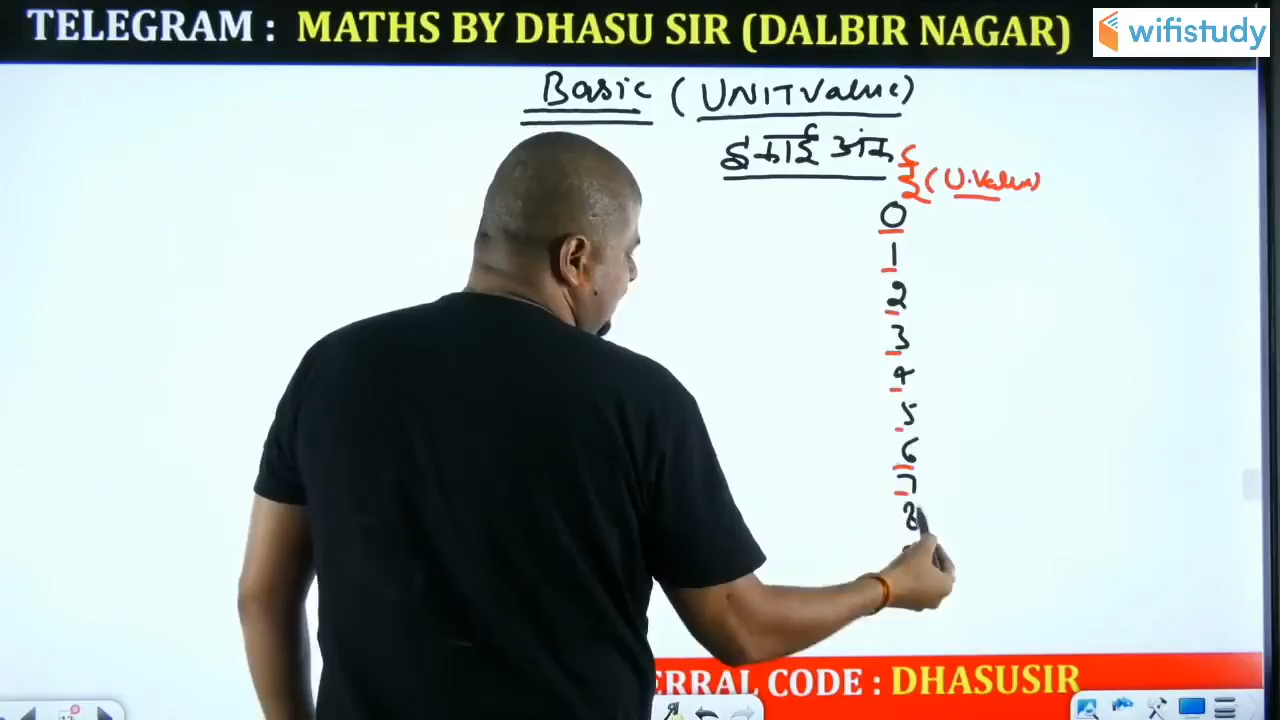 TELEGRAM : MATHS BY DHASU SIR (DALBIR NAGAR)
wifistudy
Basic (UNIT Value)
इकाई अंक
ई (U.Value)
0
1
2
3
4
5
6
7
8
ERRAL CODE : DHASUSIR